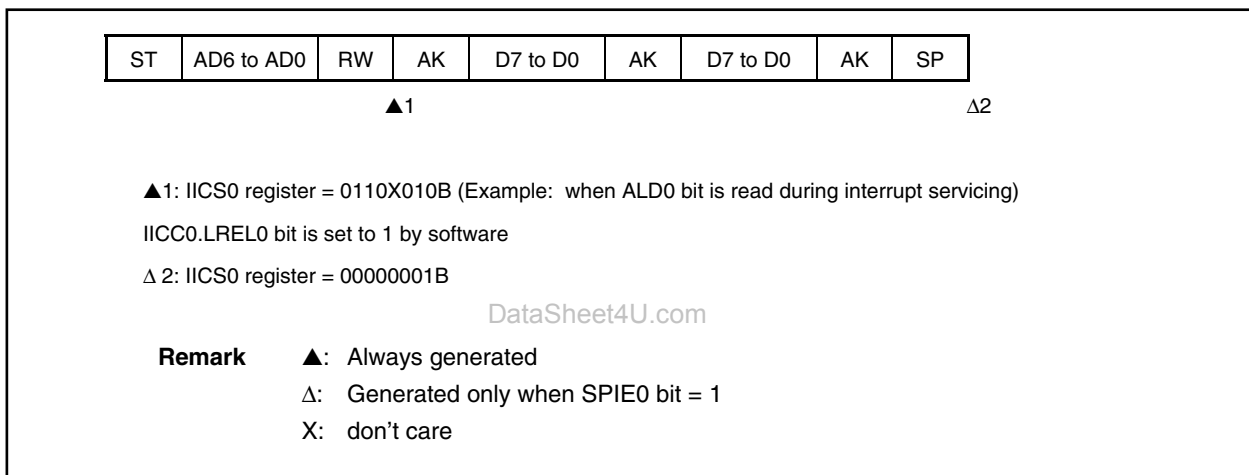 ST AD6 to AD0 RW AK D7 to D0 AK D7 to D0 AK SP
▲1 Δ2
▲1: IICS0 register = 0110X010B (Example: when ALD0 bit is read during interrupt servicing)
IICC0.LREL0 bit is set to 1 by software
Δ 2: IICS0 register = 00000001B
DataSheet4U.com
Remark ▲: Always generated
Δ: Generated only when SPIE0 bit = 1
X: don't care